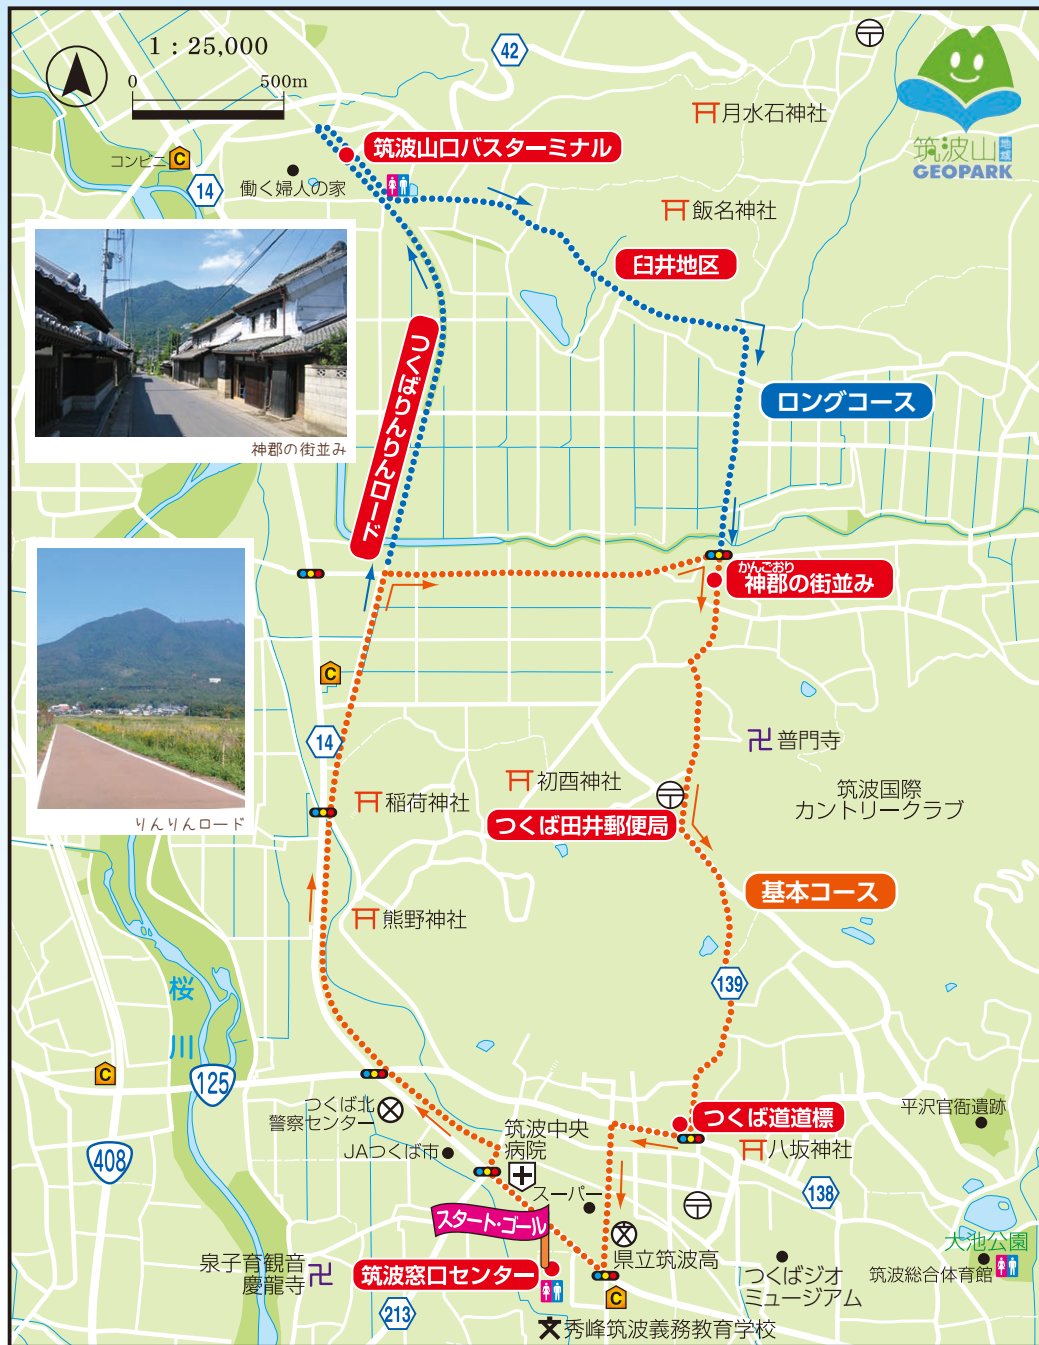 1：25,000
0 500m
42
月水石神社
筑波山地域
GEOPARK
筑波山口バスターミナル
コンビニ
C
14
働く婦人の家
飯名神社
臼井地区
つくばりんりんロード
ロングコース
神郡の街並み
かんごおり
神郡の街並み
C
14
普門寺
初酉神社
稲荷神社
筑波国際
カントリークラブ
りんりんロード
つくば田井郵便局
基本コース
熊野神社
桜川
139
C
125
つくば北
警察センター
つくば道道標
平沢官衙遺跡
筑波中央
病院
八坂神社
JAつくば市
408
スーパー
138
スタート・ゴール
大池公園
県立筑波高
泉子育観音
慶龍寺
筑波窓口センター
つくばジオ
ミュージアム
筑波総合体育館
C
213
秀峰筑波義務教育学校